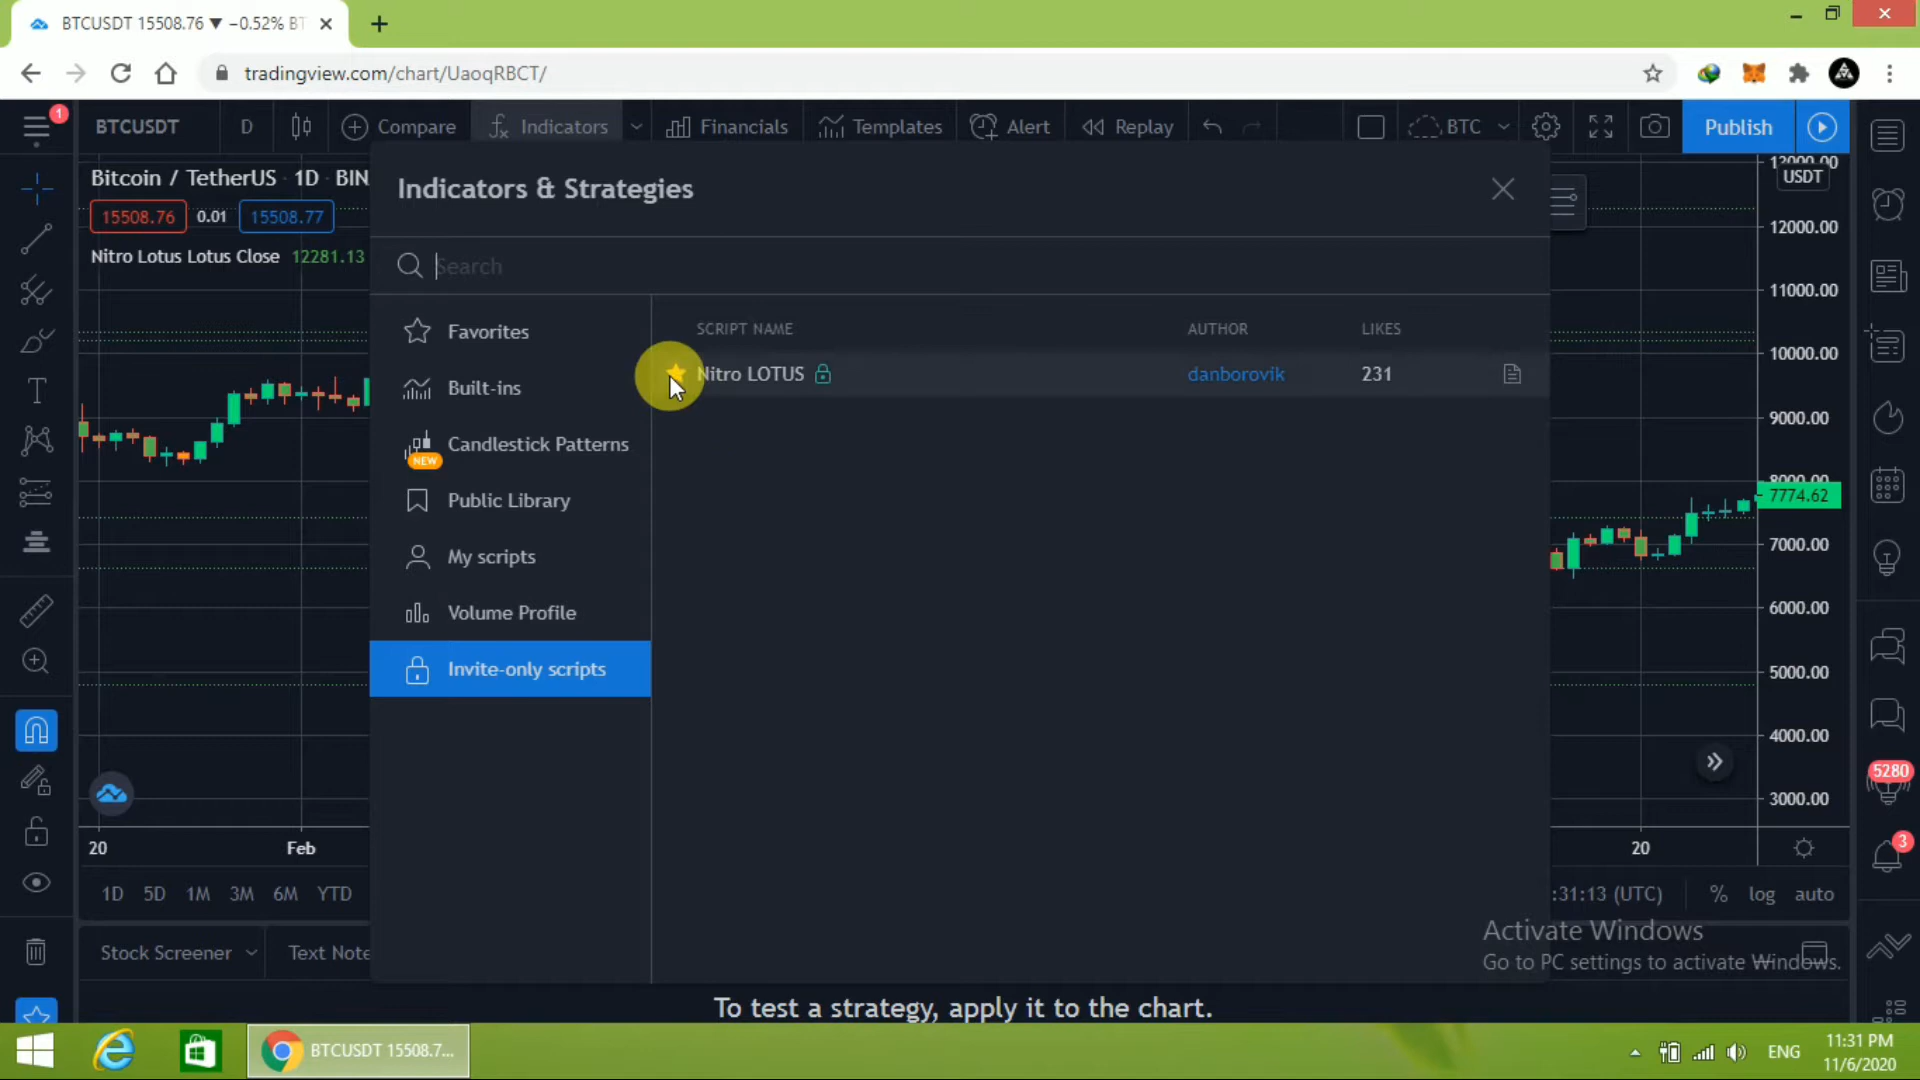 BTCUSDT 15508.76 ▼ −0.52% BT
tradingview.com/chart/UaoqRBCT/
1
BTCUSDT
D
Compare
Indicators
Financials
Templates
Alert
Replay
BTC
Publish
Bitcoin / TetherUS · 1D · BIN
15508.76
0.01
15508.77
Nitro Lotus Lotus Close 12281.13
Indicators & Strategies
Search
Favorites
Built-ins
Candlestick Patterns
NEW
Public Library
My scripts
Volume Profile
Invite-only scripts
SCRIPT NAME
AUTHOR
LIKES
Nitro LOTUS
danborovik
231
12000.00
USDT
12000.00
11000.00
10000.00
9000.00
8000.00
7774.62
7000.00
6000.00
5000.00
4000.00
3000.00
5280
3
20
Feb
20
1D
5D
1M
3M
6M
YTD
:31:13 (UTC)
%
log
auto
Stock Screener
Text Note
Activate Windows
Go to PC settings to activate Windows.
To test a strategy, apply it to the chart.
BTCUSDT 15508.7...
ENG
11:31 PM
11/6/2020